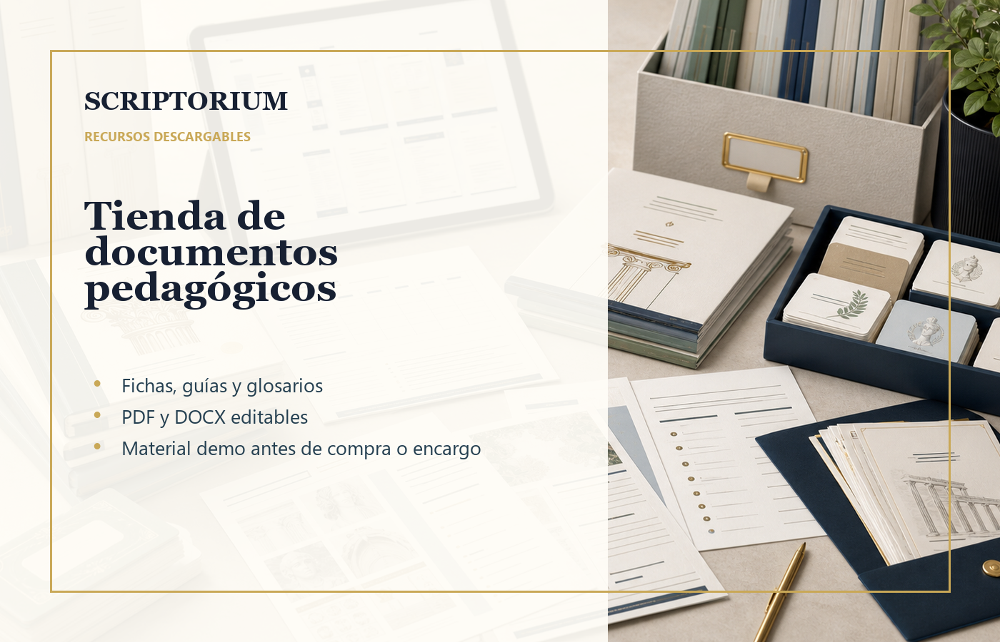 SCRIPTORIUM
RECURSOS DESCARGABLES
Tienda de
documentos
pedagógicos
Fichas, guías y glosarios
PDF y DOCX editables
Material demo antes de compra o encargo